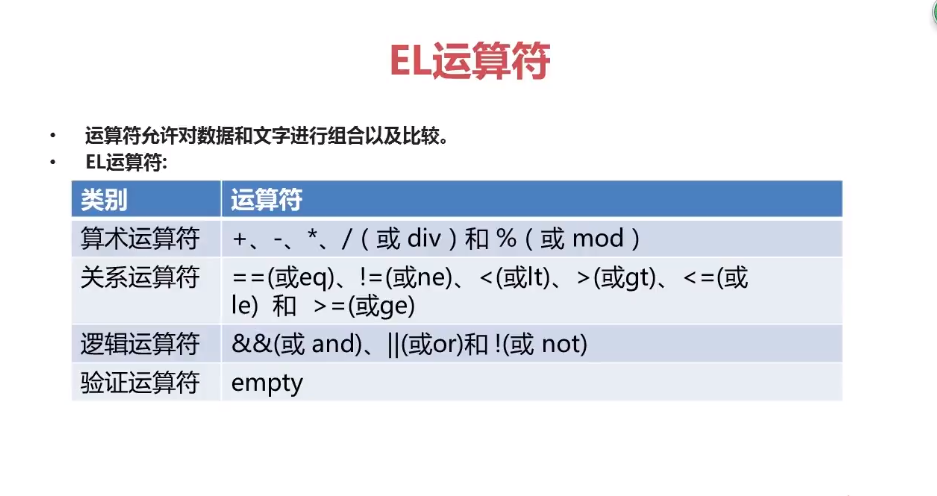 EL运算符
• 运算符允许对数据和文字进行组合以及比较。
• EL运算符:
类别 运算符
算术运算符 +、-、*、/ ( 或 div ) 和 % ( 或 mod )
关系运算符 ==(或eq)、!=(或ne)、<(或lt)、>(或gt)、<=(或
le) 和 >=(或ge)
逻辑运算符 &&(或 and)、||(或or)和 !(或 not)
验证运算符 empty